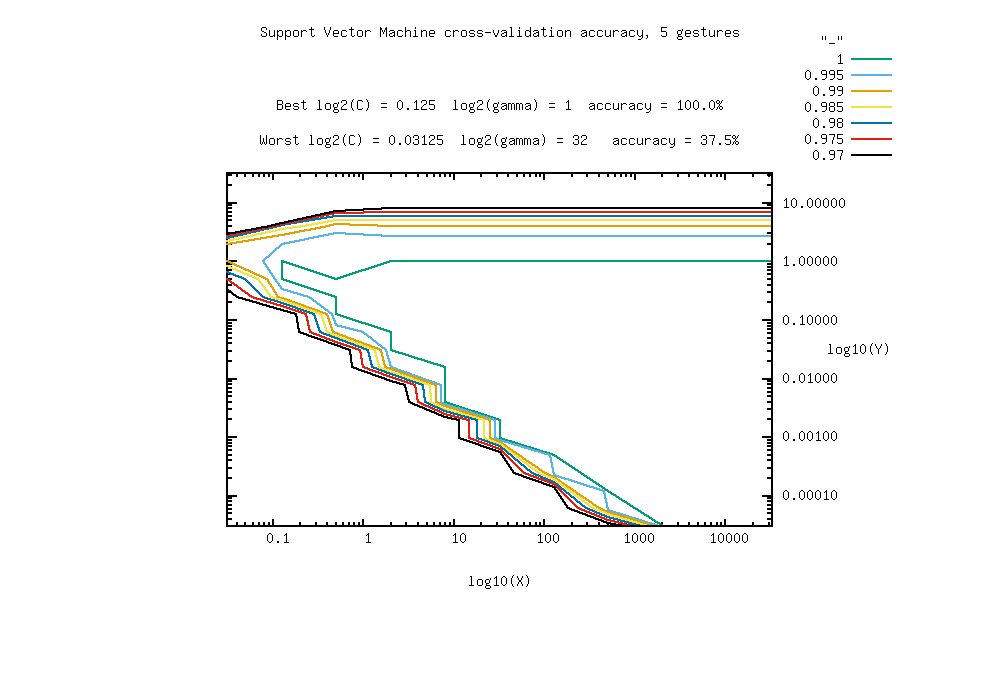 Support Vector Machine cross-validation accuracy, 5 gestures
Best log2(C) = 0.125  log2(gamma) = 1  accuracy = 100.0%
Worst log2(C) = 0.03125  log2(gamma) = 32   accuracy = 37.5%
"_"
1
0.995
0.99
0.985
0.98
0.975
0.97
10.00000
1.00000
0.10000
log10(Y)
0.01000
0.00100
0.00010
0.1 1 10 100 1000 10000
log10(X)